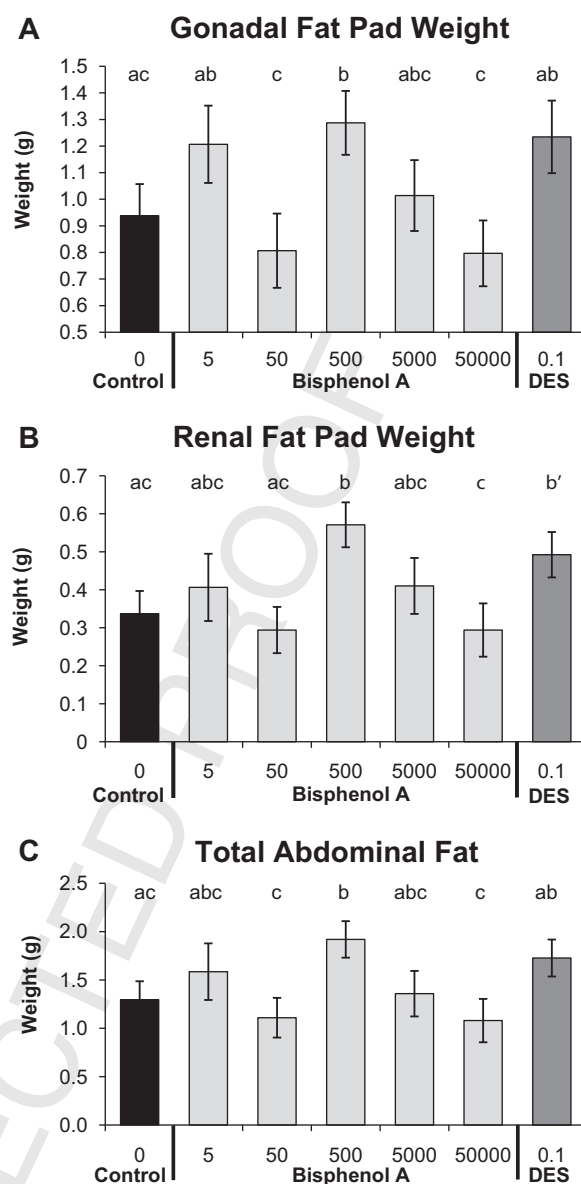 A Gonadal Fat Pad Weight
ac ab c b abc c ab
Weight (g)
1.5
1.4
1.3
1.2
1.1
1.0
0.9
0.8
0.7
0.6
0.5
0 5 50 500 5000 50000 0.1
Control Bisphenol A DES
B Renal Fat Pad Weight
ac abc ac b abc c b′
Weight (g)
0.7
0.6
0.5
0.4
0.3
0.2
0.1
0
0 5 50 500 5000 50000 0.1
Control Bisphenol A DES
C Total Abdominal Fat
ac abc c b abc c ab
Weight (g)
2.5
2.0
1.5
1.0
0.5
0.0
0 5 50 500 5000 50000 0.1
Control Bisphenol A DES
ECTED PROOF